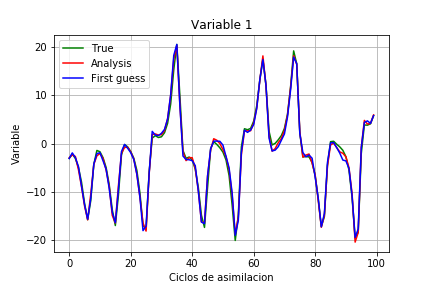 Variable 1
True
Analysis
First guess
Variable
20
10
0
−10
−20
0
20
40
60
80
100
Ciclos de asimilacion